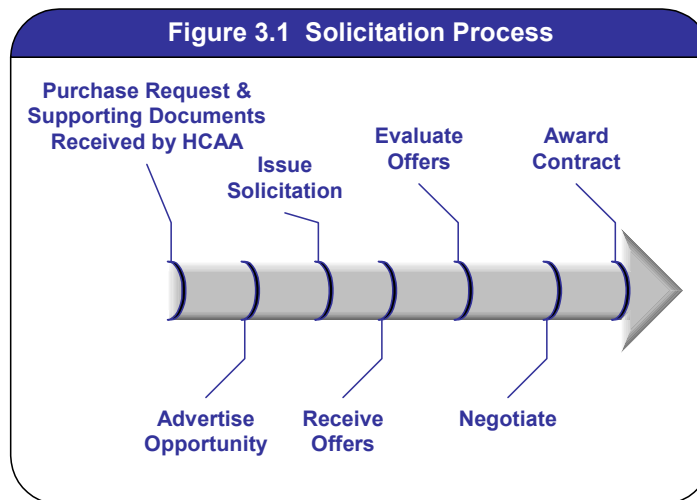 Figure 3.1 Solicitation Process
Purchase Request &
Supporting Documents
Received by HCAA
Issue
Solicitation
Evaluate
Offers
Award
Contract
Advertise
Opportunity
Receive
Offers
Negotiate